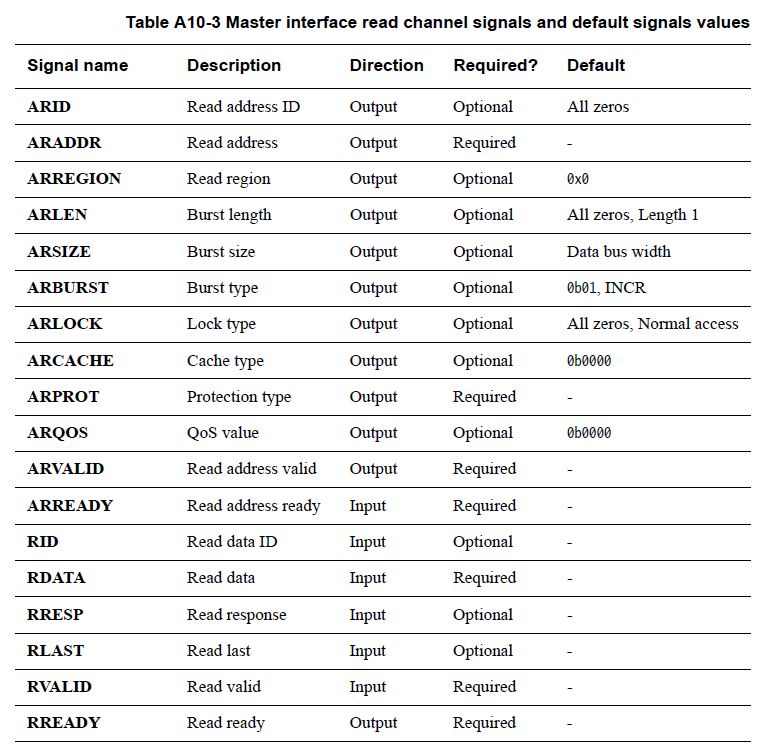 Table A10-3 Master interface read channel signals and default signals values
Signal name Description Direction Required? Default
ARID Read address ID Output Optional All zeros
ARADDR Read address Output Required -
ARREGION Read region Output Optional 0x0
ARLEN Burst length Output Optional All zeros, Length 1
ARSIZE Burst size Output Optional Data bus width
ARBURST Burst type Output Optional 0b01, INCR
ARLOCK Lock type Output Optional All zeros, Normal access
ARCACHE Cache type Output Optional 0b0000
ARPROT Protection type Output Required -
ARQOS QoS value Output Optional 0b0000
ARVALID Read address valid Output Required -
ARREADY Read address ready Input Required -
RID Read data ID Input Optional -
RDATA Read data Input Required -
RRESP Read response Input Optional -
RLAST Read last Input Optional -
RVALID Read valid Input Required -
RREADY Read ready Output Required -